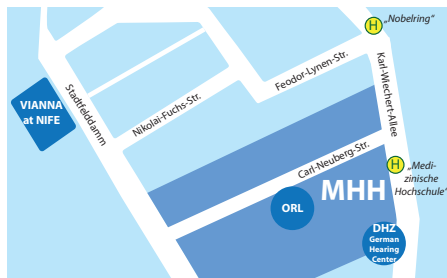 H
„Nobelring“
Feodor-Lynen-Str.
Karl-Wiechert-Allee
VIANNA
at NIFE
Stadtfelddamm
Nikolai-Fuchs-Str.
Carl-Neuberg-Str.
H
„Medi-
zinische
Hochschule“
MHH
ORL
DHZ
German
Hearing
Center